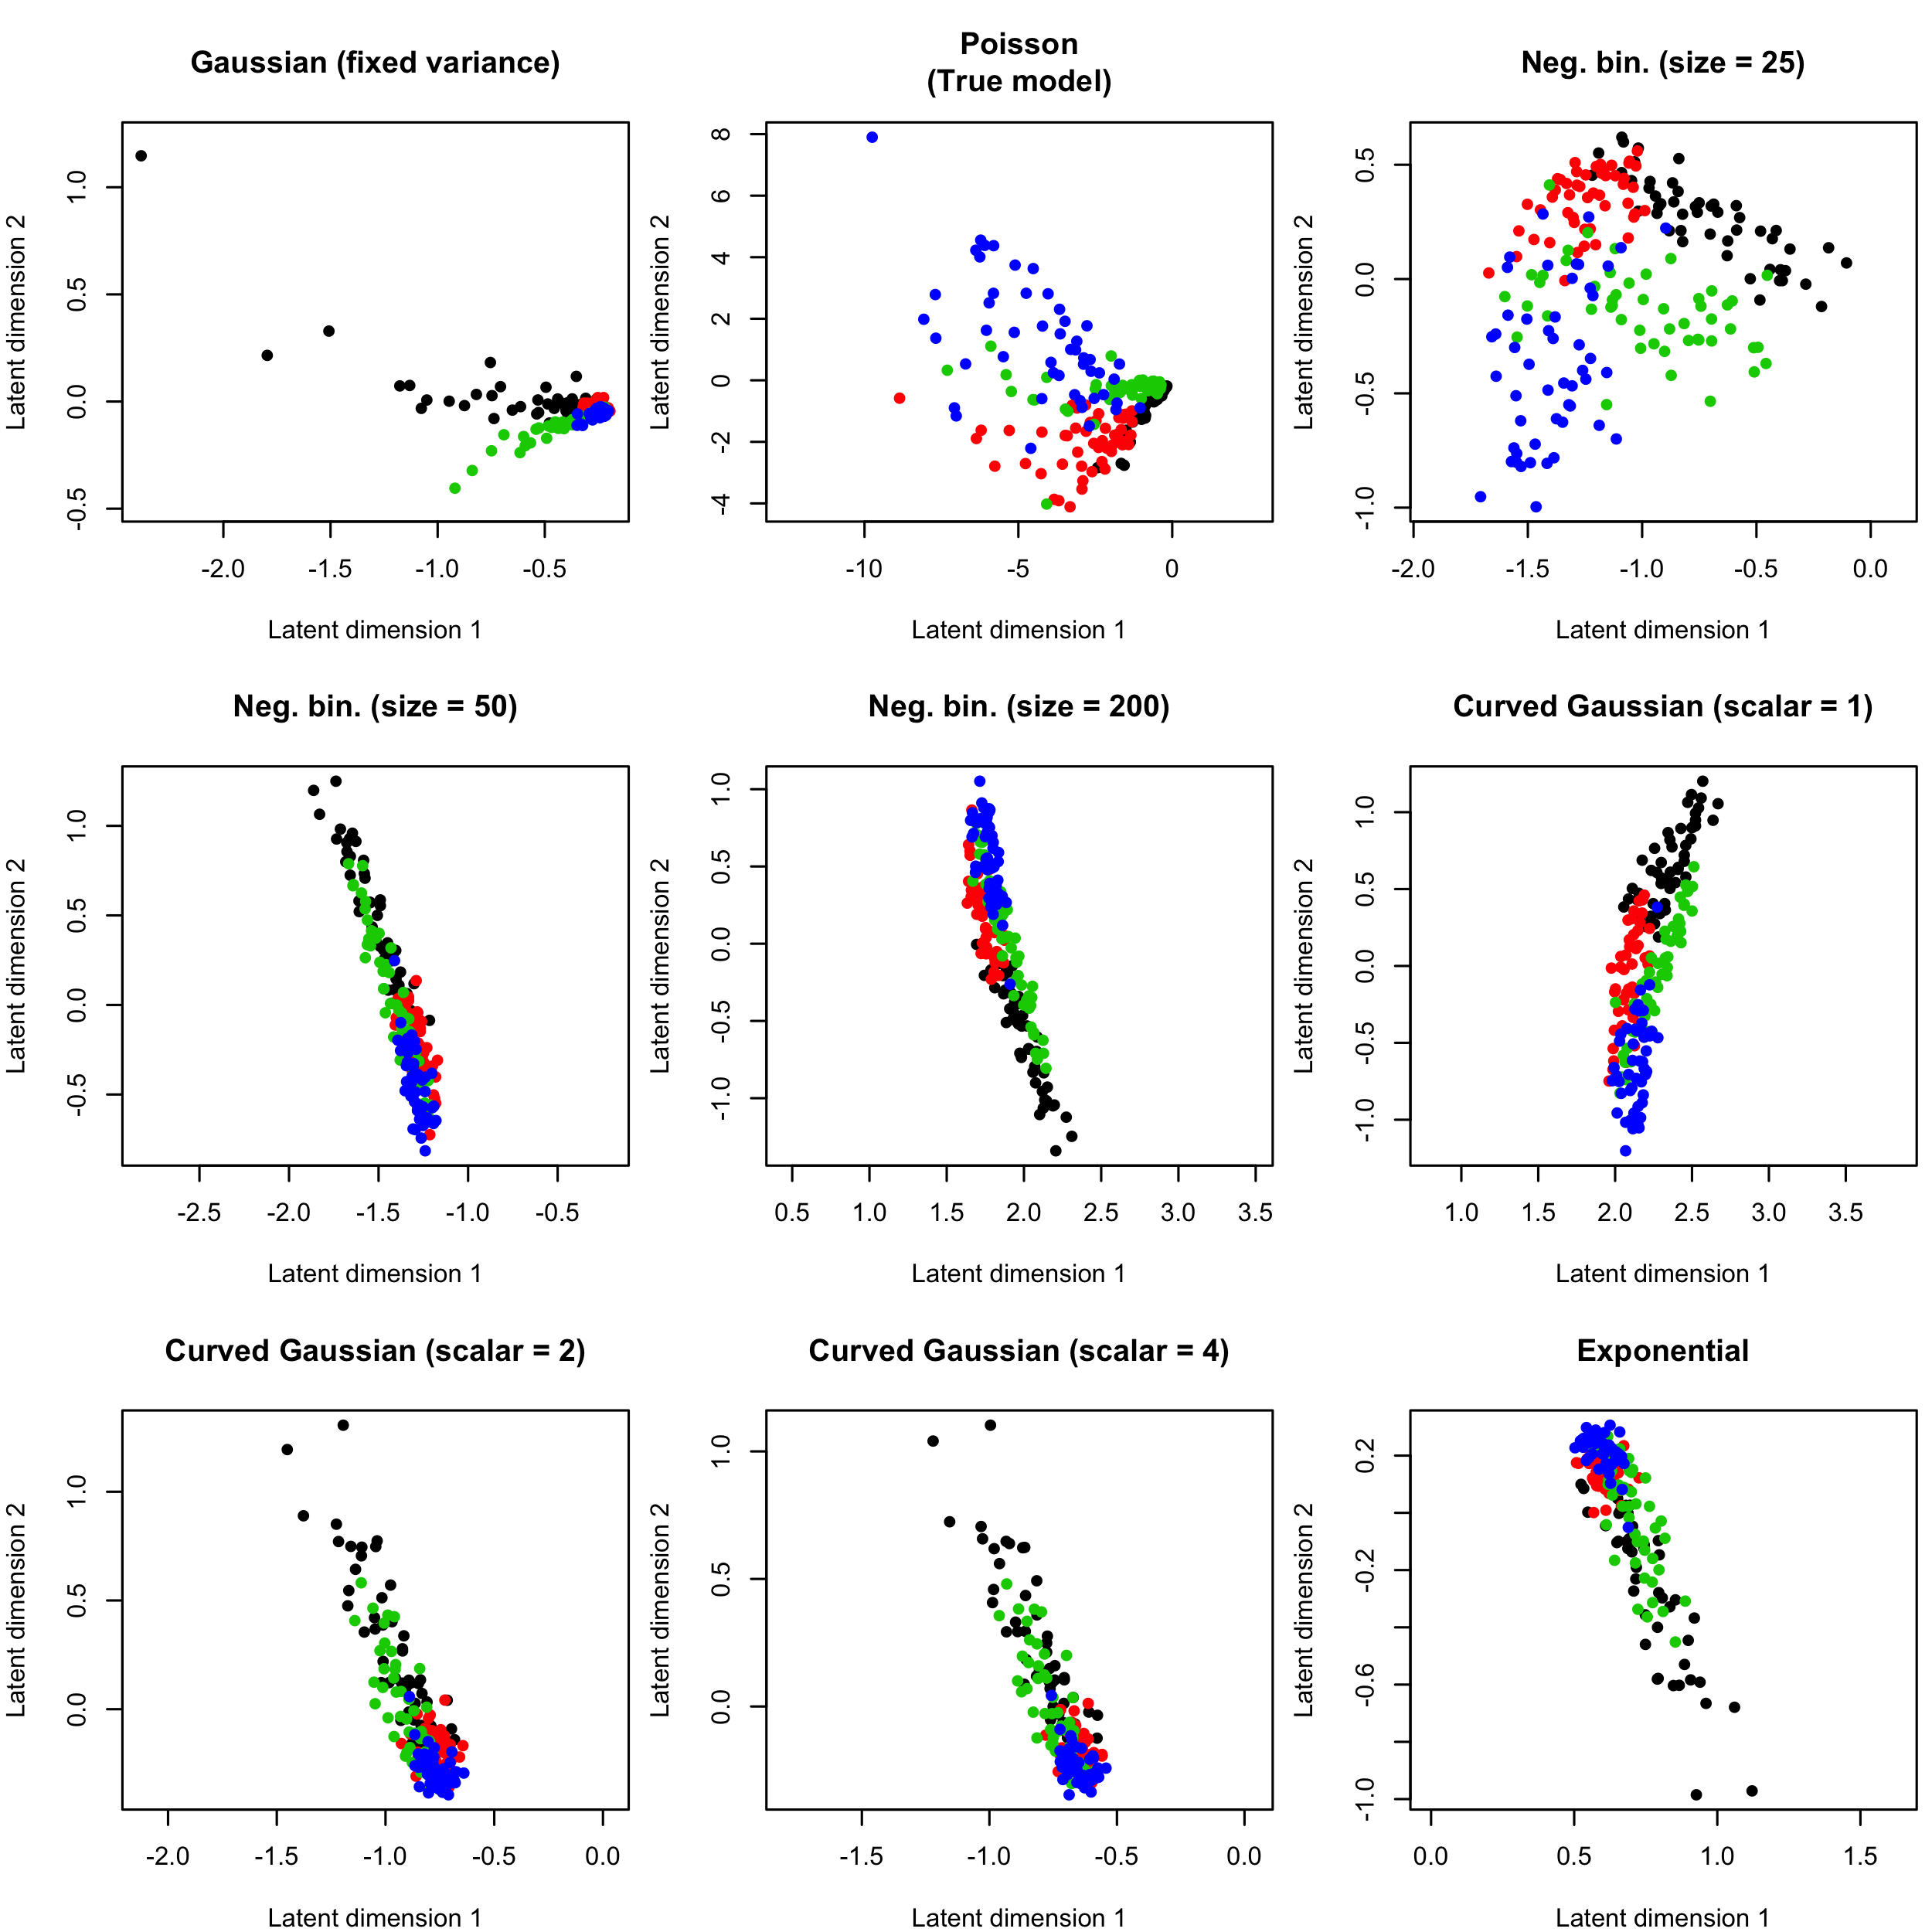 Gaussian (fixed variance)
Latent dimension 2
1.0
0.5
0.0
-0.5
-2.0 -1.5 -1.0 -0.5
Latent dimension 1
Poisson
(True model)
Latent dimension 2
8
6
4
2
0
-2
-4
-10 -5 0
Latent dimension 1
Neg. bin. (size = 25)
Latent dimension 2
0.5
0.0
-0.5
-1.0
-2.0 -1.5 -1.0 -0.5 0.0
Latent dimension 1
Neg. bin. (size = 50)
Latent dimension 2
1.0
0.5
0.0
-0.5
-2.5 -2.0 -1.5 -1.0 -0.5
Latent dimension 1
Neg. bin. (size = 200)
Latent dimension 2
1.0
0.5
0.0
-0.5
-1.0
0.5 1.0 1.5 2.0 2.5 3.0 3.5
Latent dimension 1
Curved Gaussian (scalar = 1)
Latent dimension 2
1.0
0.5
0.0
-0.5
-1.0
1.0 1.5 2.0 2.5 3.0 3.5
Latent dimension 1
Curved Gaussian (scalar = 2)
Latent dimension 2
1.0
0.5
0.0
-2.0 -1.5 -1.0 -0.5 0.0
Latent dimension 1
Curved Gaussian (scalar = 4)
Latent dimension 2
1.0
0.5
0.0
-1.5 -1.0 -0.5 0.0
Latent dimension 1
Exponential
Latent dimension 2
0.2
-0.2
-0.6
-1.0
0.0 0.5 1.0 1.5
Latent dimension 1